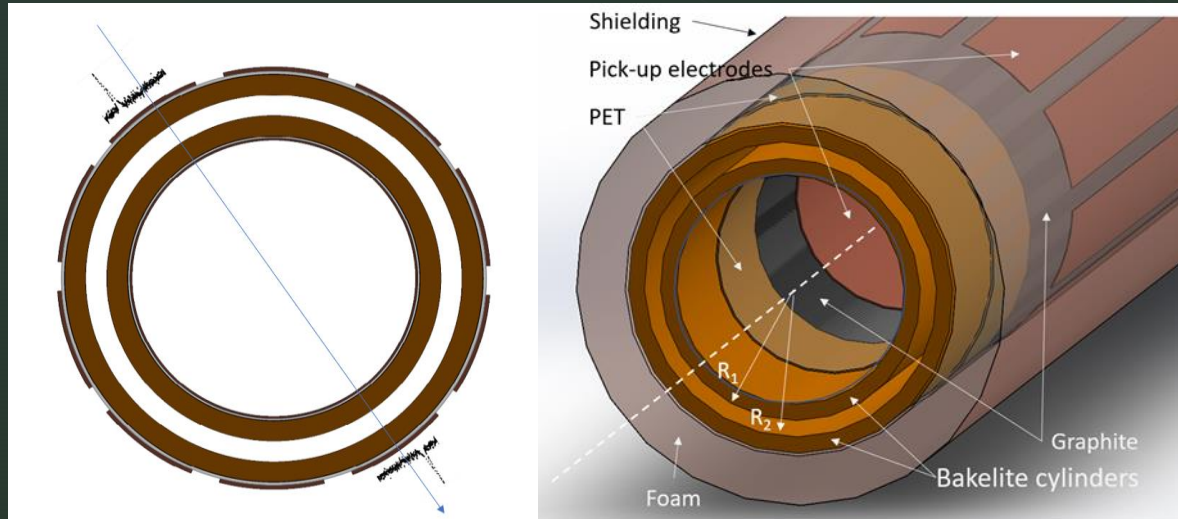 Shielding
Pick-up electrodes
PET
R1
R2
Graphite
Bakelite cylinders
Foam